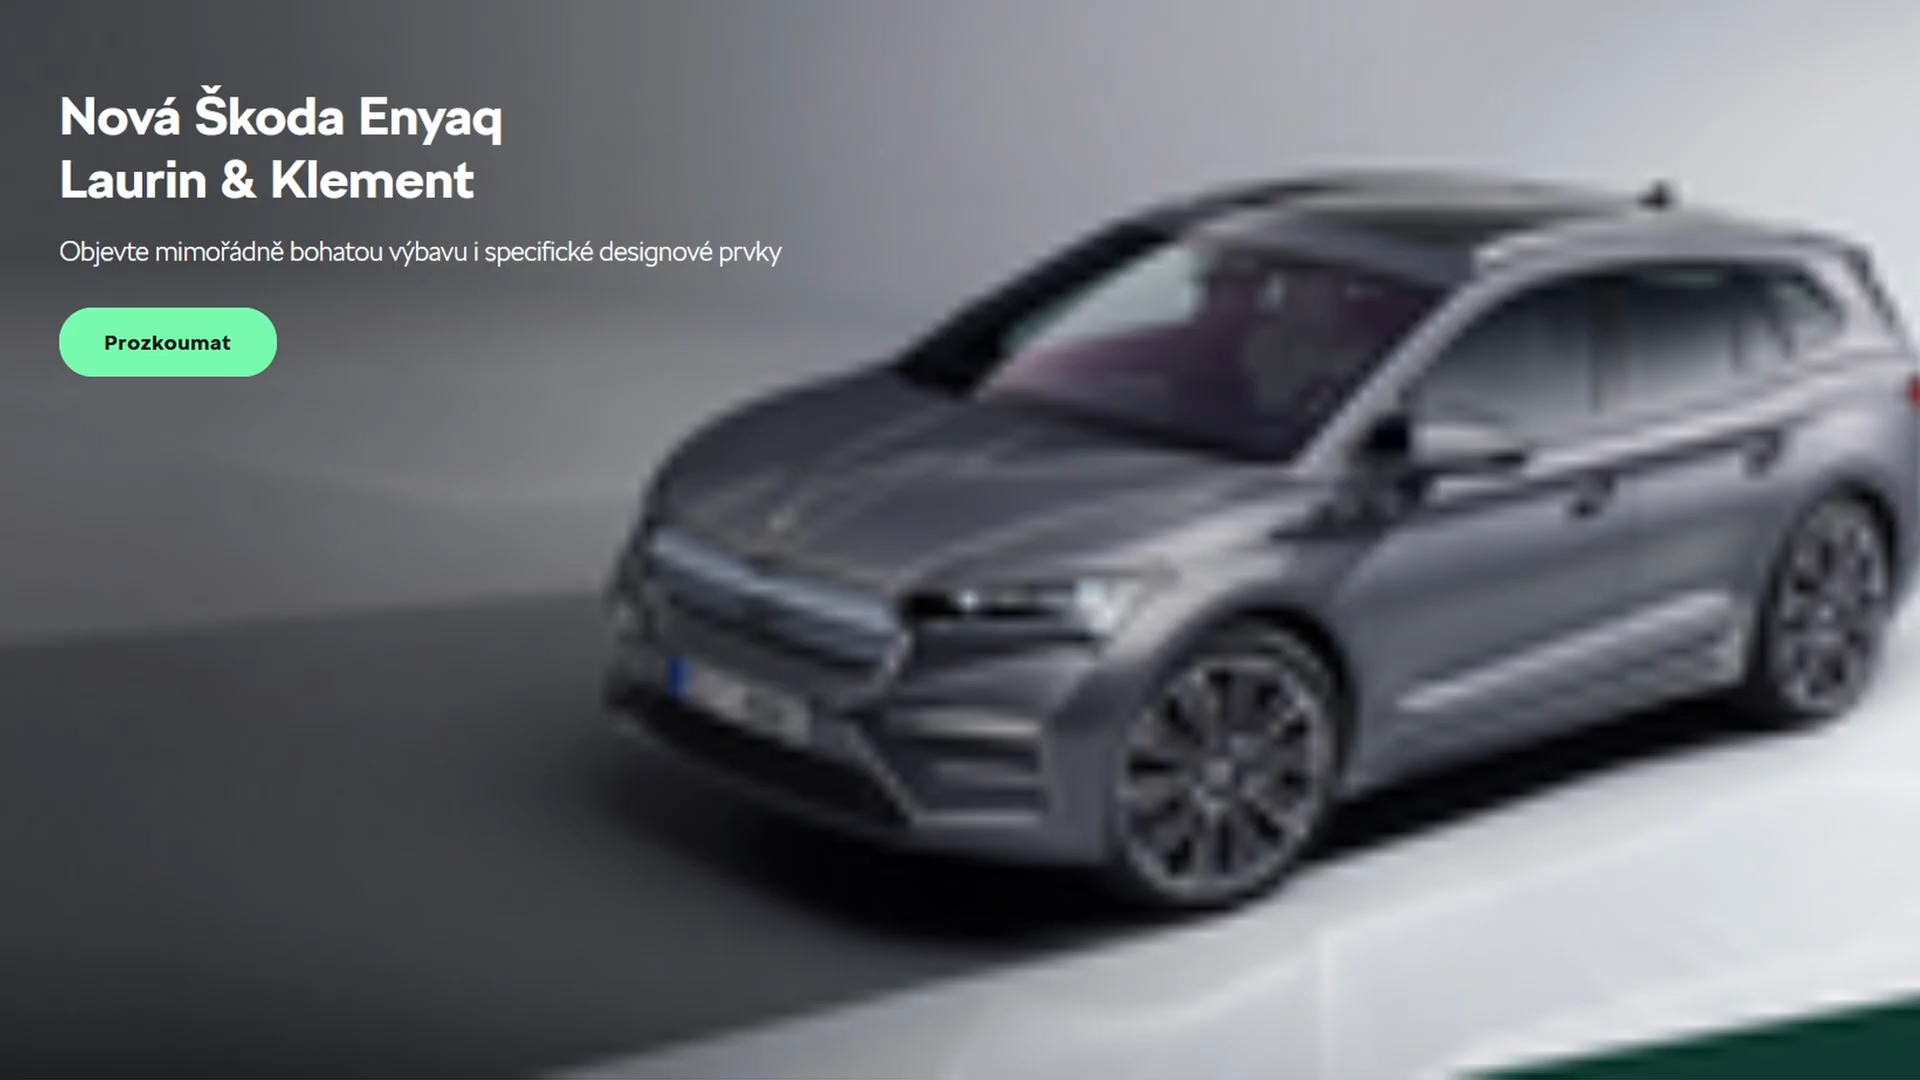 Nová Škoda Enyaq
Laurin & Klement
Objevte mimořádně bohatou výbavu i specifické designové prvky
Prozkoumat